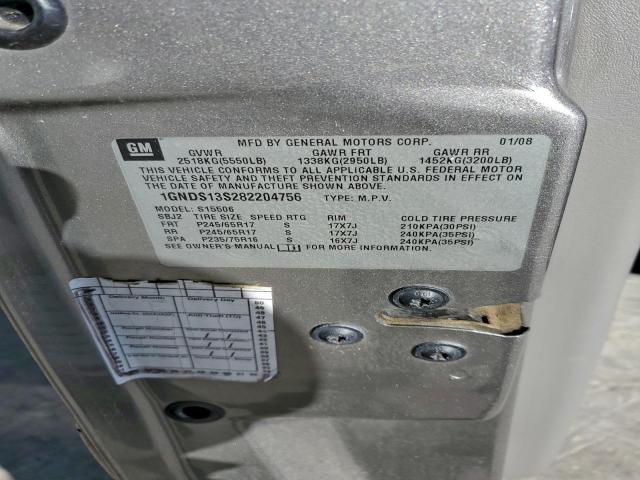 GM
MFD BY GENERAL MOTORS CORP. 01/08
GVWR GAWR FRT GAWR RR
2518KG(5550LB) 1338KG(2950LB) 1452KG(3200LB)
THIS VEHICLE CONFORMS TO ALL APPLICABLE U.S. FEDERAL MOTOR
VEHICLE SAFETY AND THEFT PREVENTION STANDARDS IN EFFECT ON
THE DATE OF MANUFACTURE SHOWN ABOVE.
1GNDS13S282204756 TYPE: M.P.V.
MODEL: S15506
SBJ2 TIRE SIZE SPEED RTG RIM COLD TIRE PRESSURE
FRT P245/65R17 S 17X7J 210KPA(30PSI)
RR P245/65R17 S 17X7J 240KPA(35PSI)
SPA P235/75R16 S 16X7J 240KPA(35PSI)
SEE OWNER'S MANUAL FOR MORE INFORMATION.
Delivery Month Delivery Day